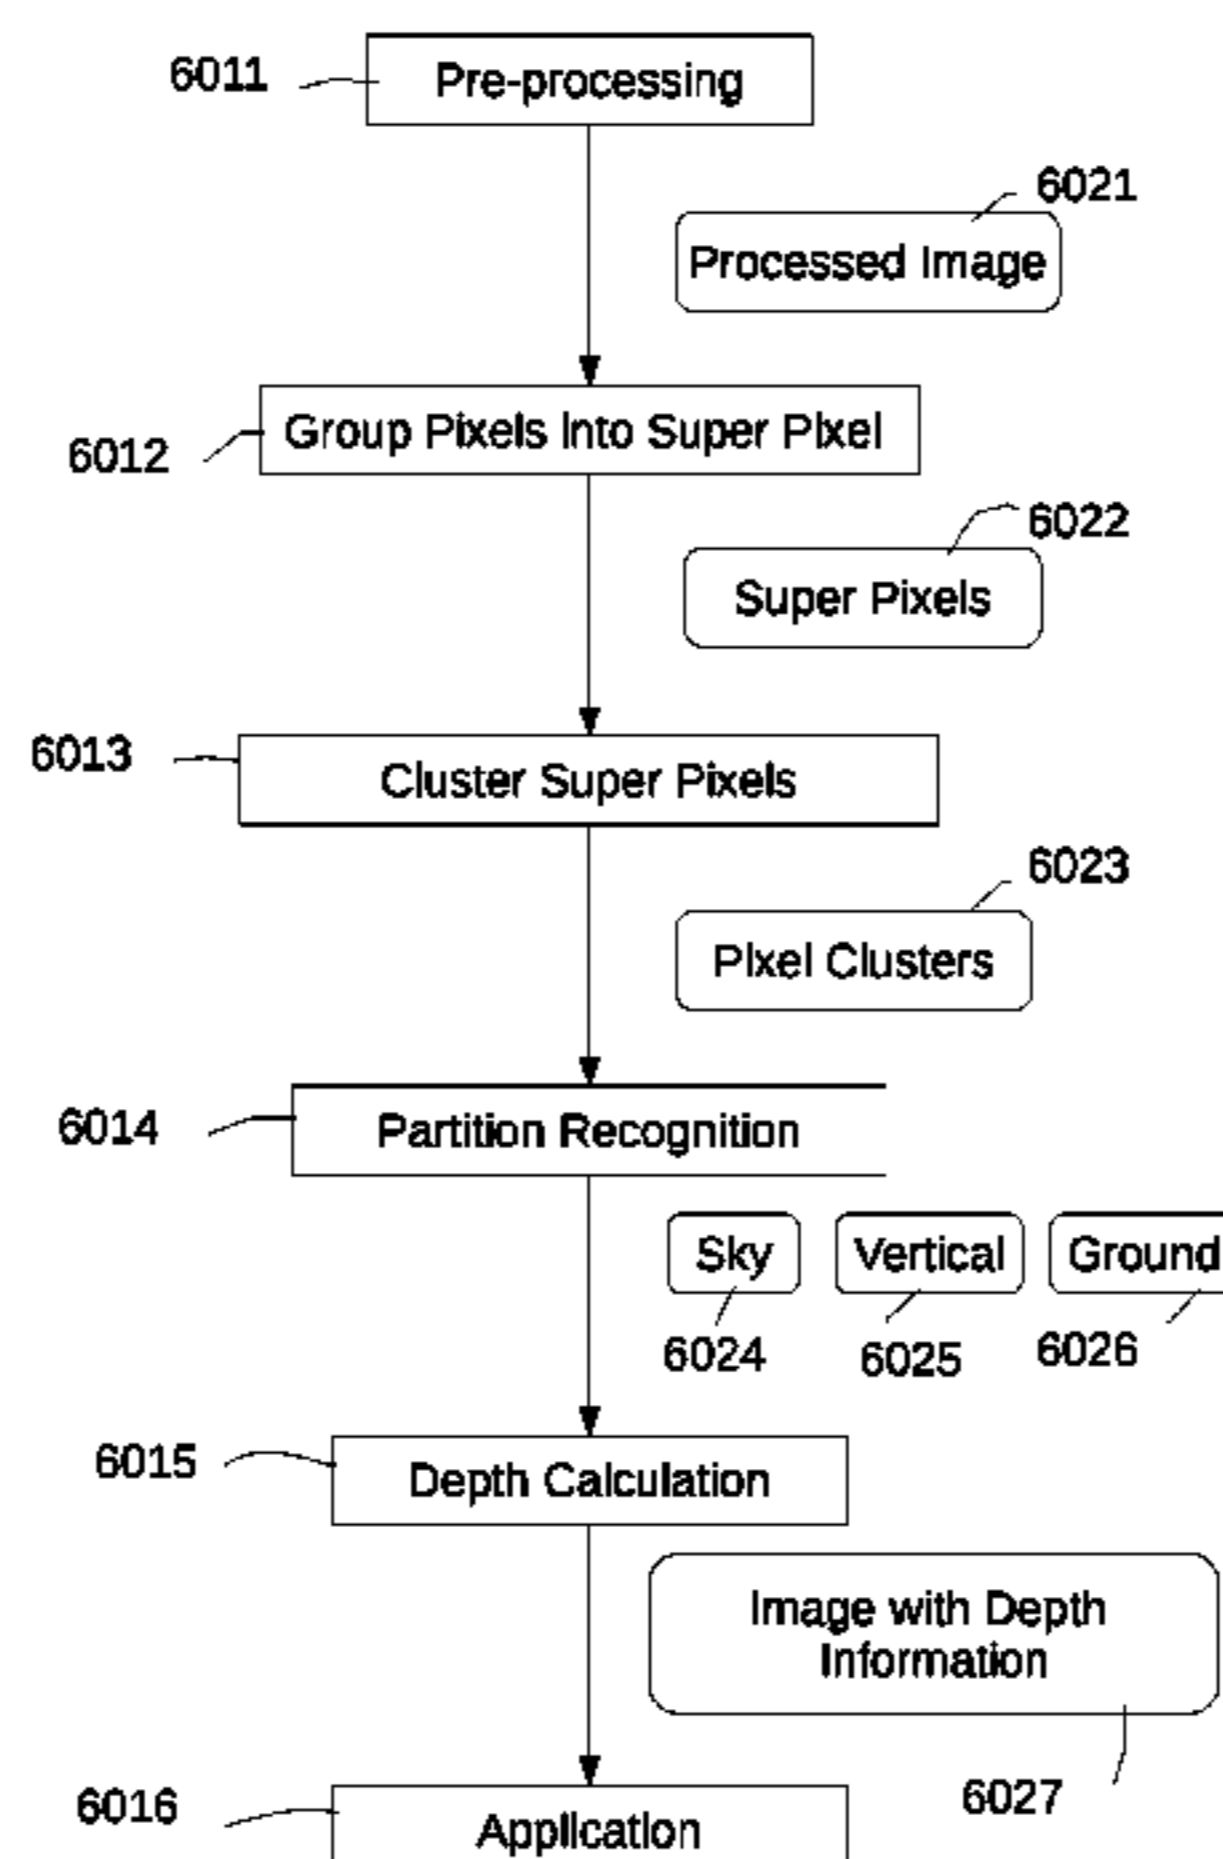 6011 Pre-processing
6021
Processed Image
6012 Group Pixels Into Super Pixel
6022
Super Pixels
6013 Cluster Super Pixels
6023
Pixel Clusters
6014 Partition Recognition
Sky Vertical Ground
6024 6025 6026
6015 Depth Calculation
Image with Depth
Information
6027
6016 Application